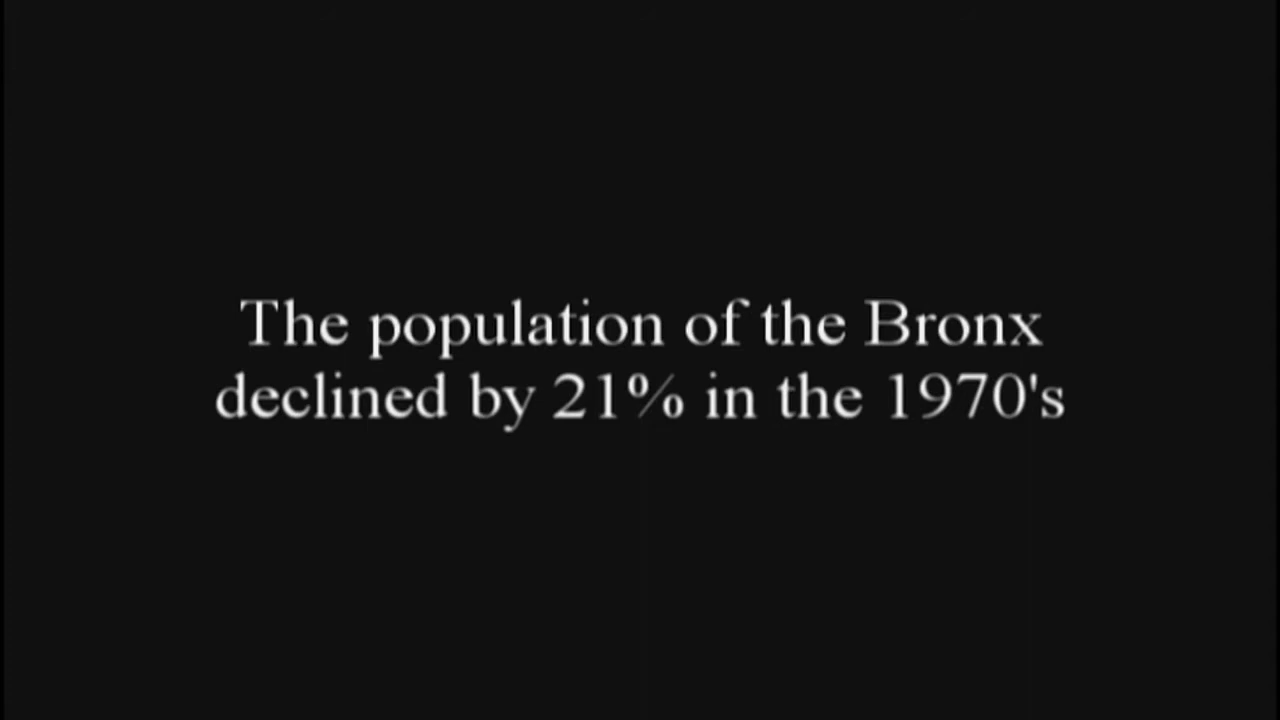 The population of the Bronx
declined by 21% in the 1970's